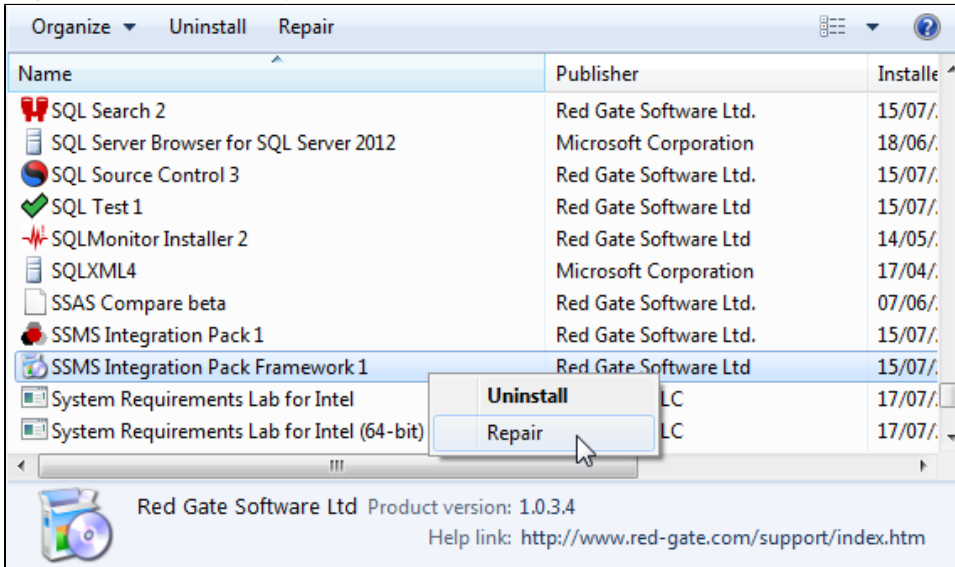 Organize Uninstall Repair
Name Publisher Installe
SQL Search 2 Red Gate Software Ltd. 15/07/
SQL Server Browser for SQL Server 2012 Microsoft Corporation 18/06/
SQL Source Control 3 Red Gate Software Ltd. 15/07/
SQL Test 1 Red Gate Software Ltd 15/07/
SQLMonitor Installer 2 Red Gate Software Ltd 14/05/
SQLXML4 Microsoft Corporation 17/04/
SSAS Compare beta Red Gate Software Ltd. 07/06/
SSMS Integration Pack 1 Red Gate Software Ltd. 15/07/
SSMS Integration Pack Framework 1 Red Gate Software Ltd 15/07/
System Requirements Lab for Intel Uninstall LC 17/07/
System Requirements Lab for Intel (64-bit) Repair LC 17/07/
Red Gate Software Ltd Product version: 1.0.3.4
Help link: http://www.red-gate.com/support/index.htm